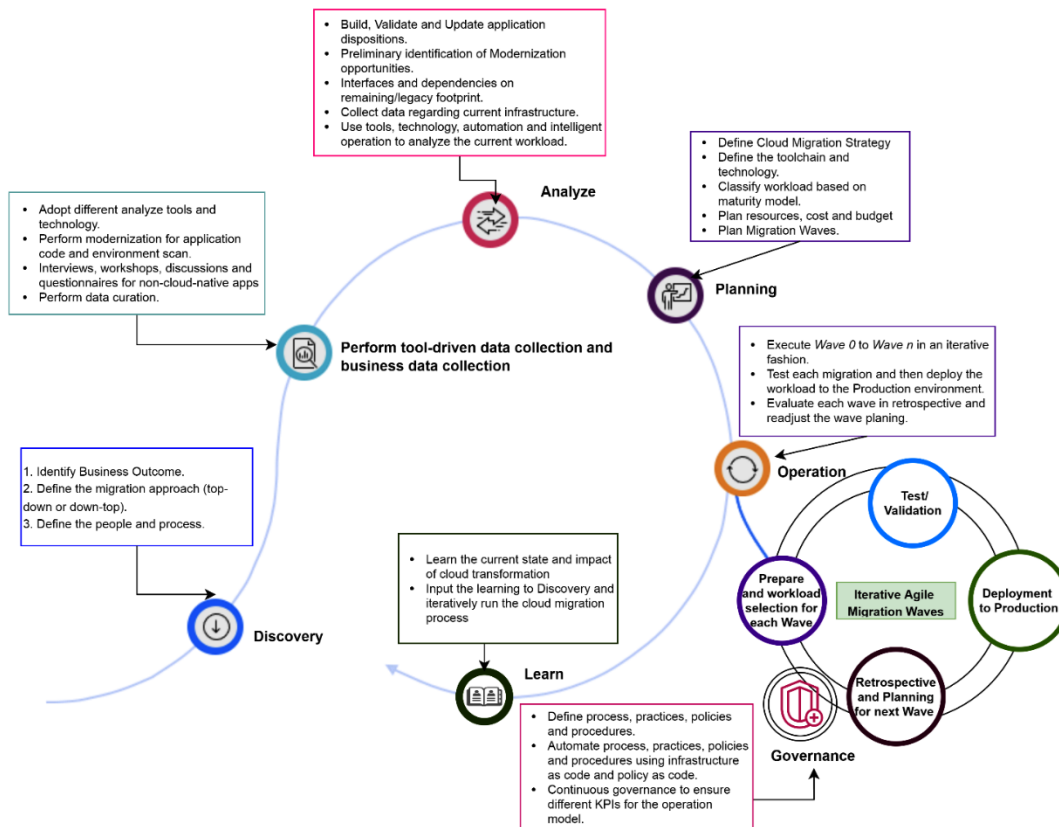 • Build, Validate and Update application
dispositions.
• Preliminary identification of Modernization
opportunities.
• Interfaces and dependencies on
remaining/legacy footprint.
• Collect data regarding current infrastructure.
• Use tools, technology, automation and intelligent
operation to analyze the current workload.
Analyze
• Define Cloud Migration Strategy
• Define the toolchain and
technology.
• Classify workload based on
maturity model.
• Plan resources, cost and budget
• Plan Migration Waves.
Planning
• Adopt different analyze tools and
technology.
• Perform modernization for application
code and environment scan.
• Interviews, workshops, discussions and
questionnaires for non-cloud-native apps
• Perform data curation.
Perform tool-driven data collection and
business data collection
• Execute Wave 0 to Wave n in an iterative
fashion.
• Test each migration and then deploy the
workload to the Production environment.
• Evaluate each wave in retrospective and
readjust the wave planing.
Operation
1. Identify Business Outcome.
2. Define the migration approach (top-
down or down-top).
3. Define the people and process.
Discovery
• Learn the current state and impact
of cloud transformation
• Input the learning to Discovery and
iteratively run the cloud migration
process
Learn
Test/
Validation
Prepare
and workload
selection for
each Wave
Iterative Agile
Migration Waves
Deployment
to Production
Retrospective
and Planning
for next Wave
Governance
• Define process, practices, policies and
procedures.
• Automate process, practices, policies
and procedures using infrastructure
as code and policy as code.
• Continuous governance to ensure
different KPIs for the operation
model.